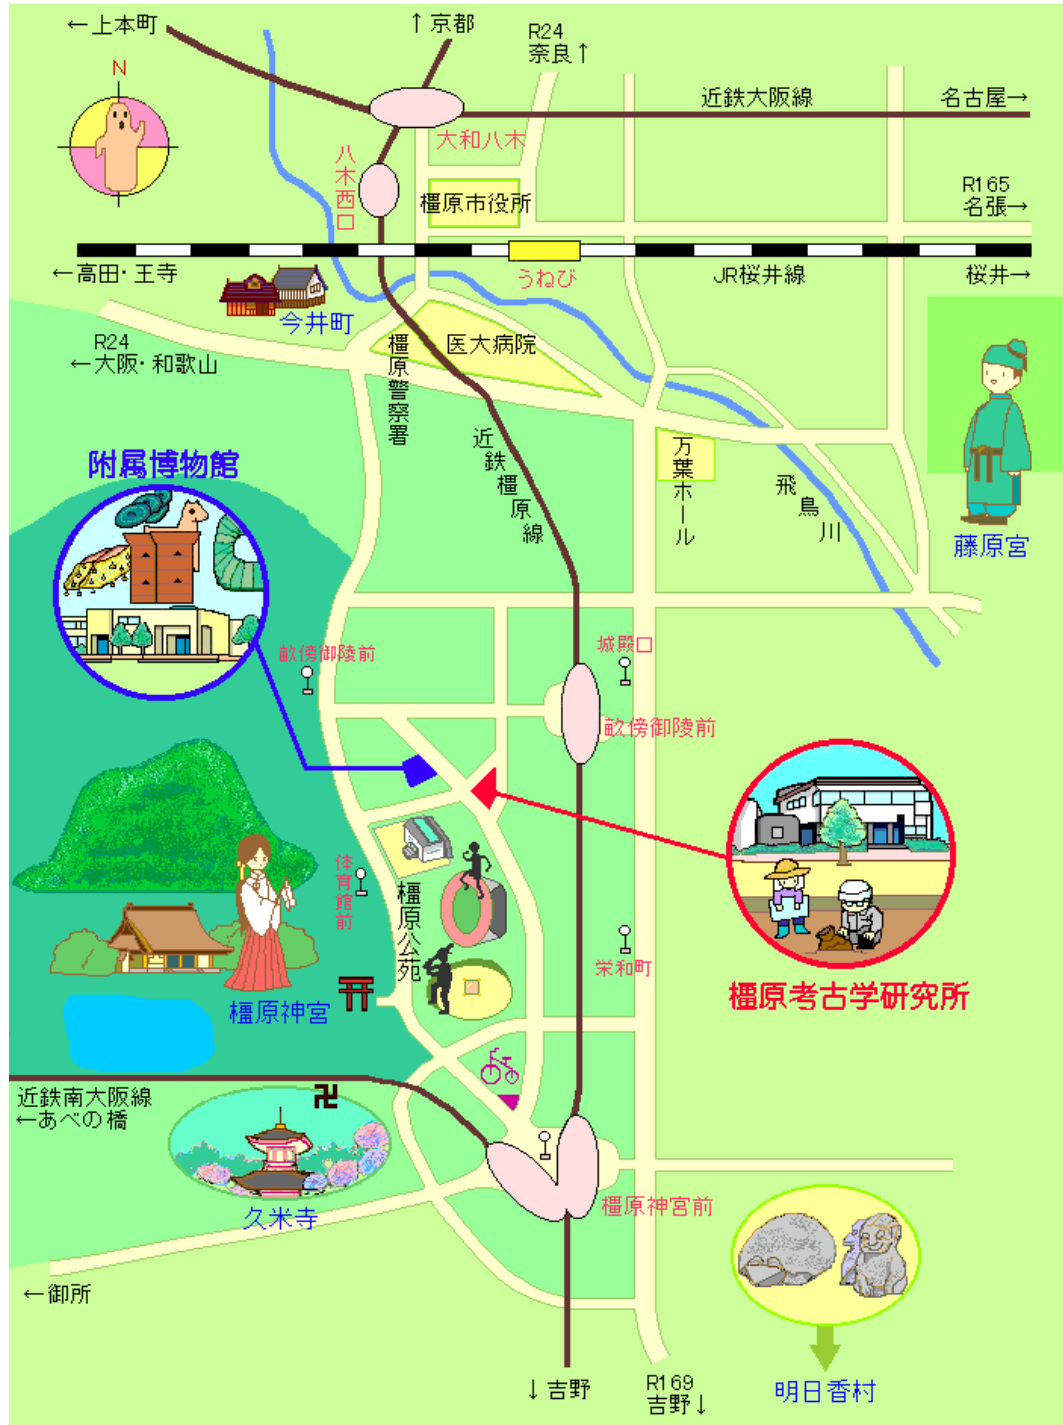 ←上本町
↑京都
R24
奈良↑
N
近鉄大阪線
名古屋→
大和八木
八木西口
橿原市役所
R165
名張→
←高田・王寺
うねび
JR桜井線
桜井→
今井町
R24
←大阪・和歌山
橿原警察署
医大病院
近鉄橿原線
万葉ホール
飛鳥川
藤原宮
附属博物館
畝傍御陵前
城殿口
畝傍御陵前
体育館前
橿原公苑
栄和町
橿原考古学研究所
橿原神宮
近鉄南大阪線
←あべの橋
卍
久米寺
橿原神宮前
←御所
↓吉野
R169
吉野↓
明日香村